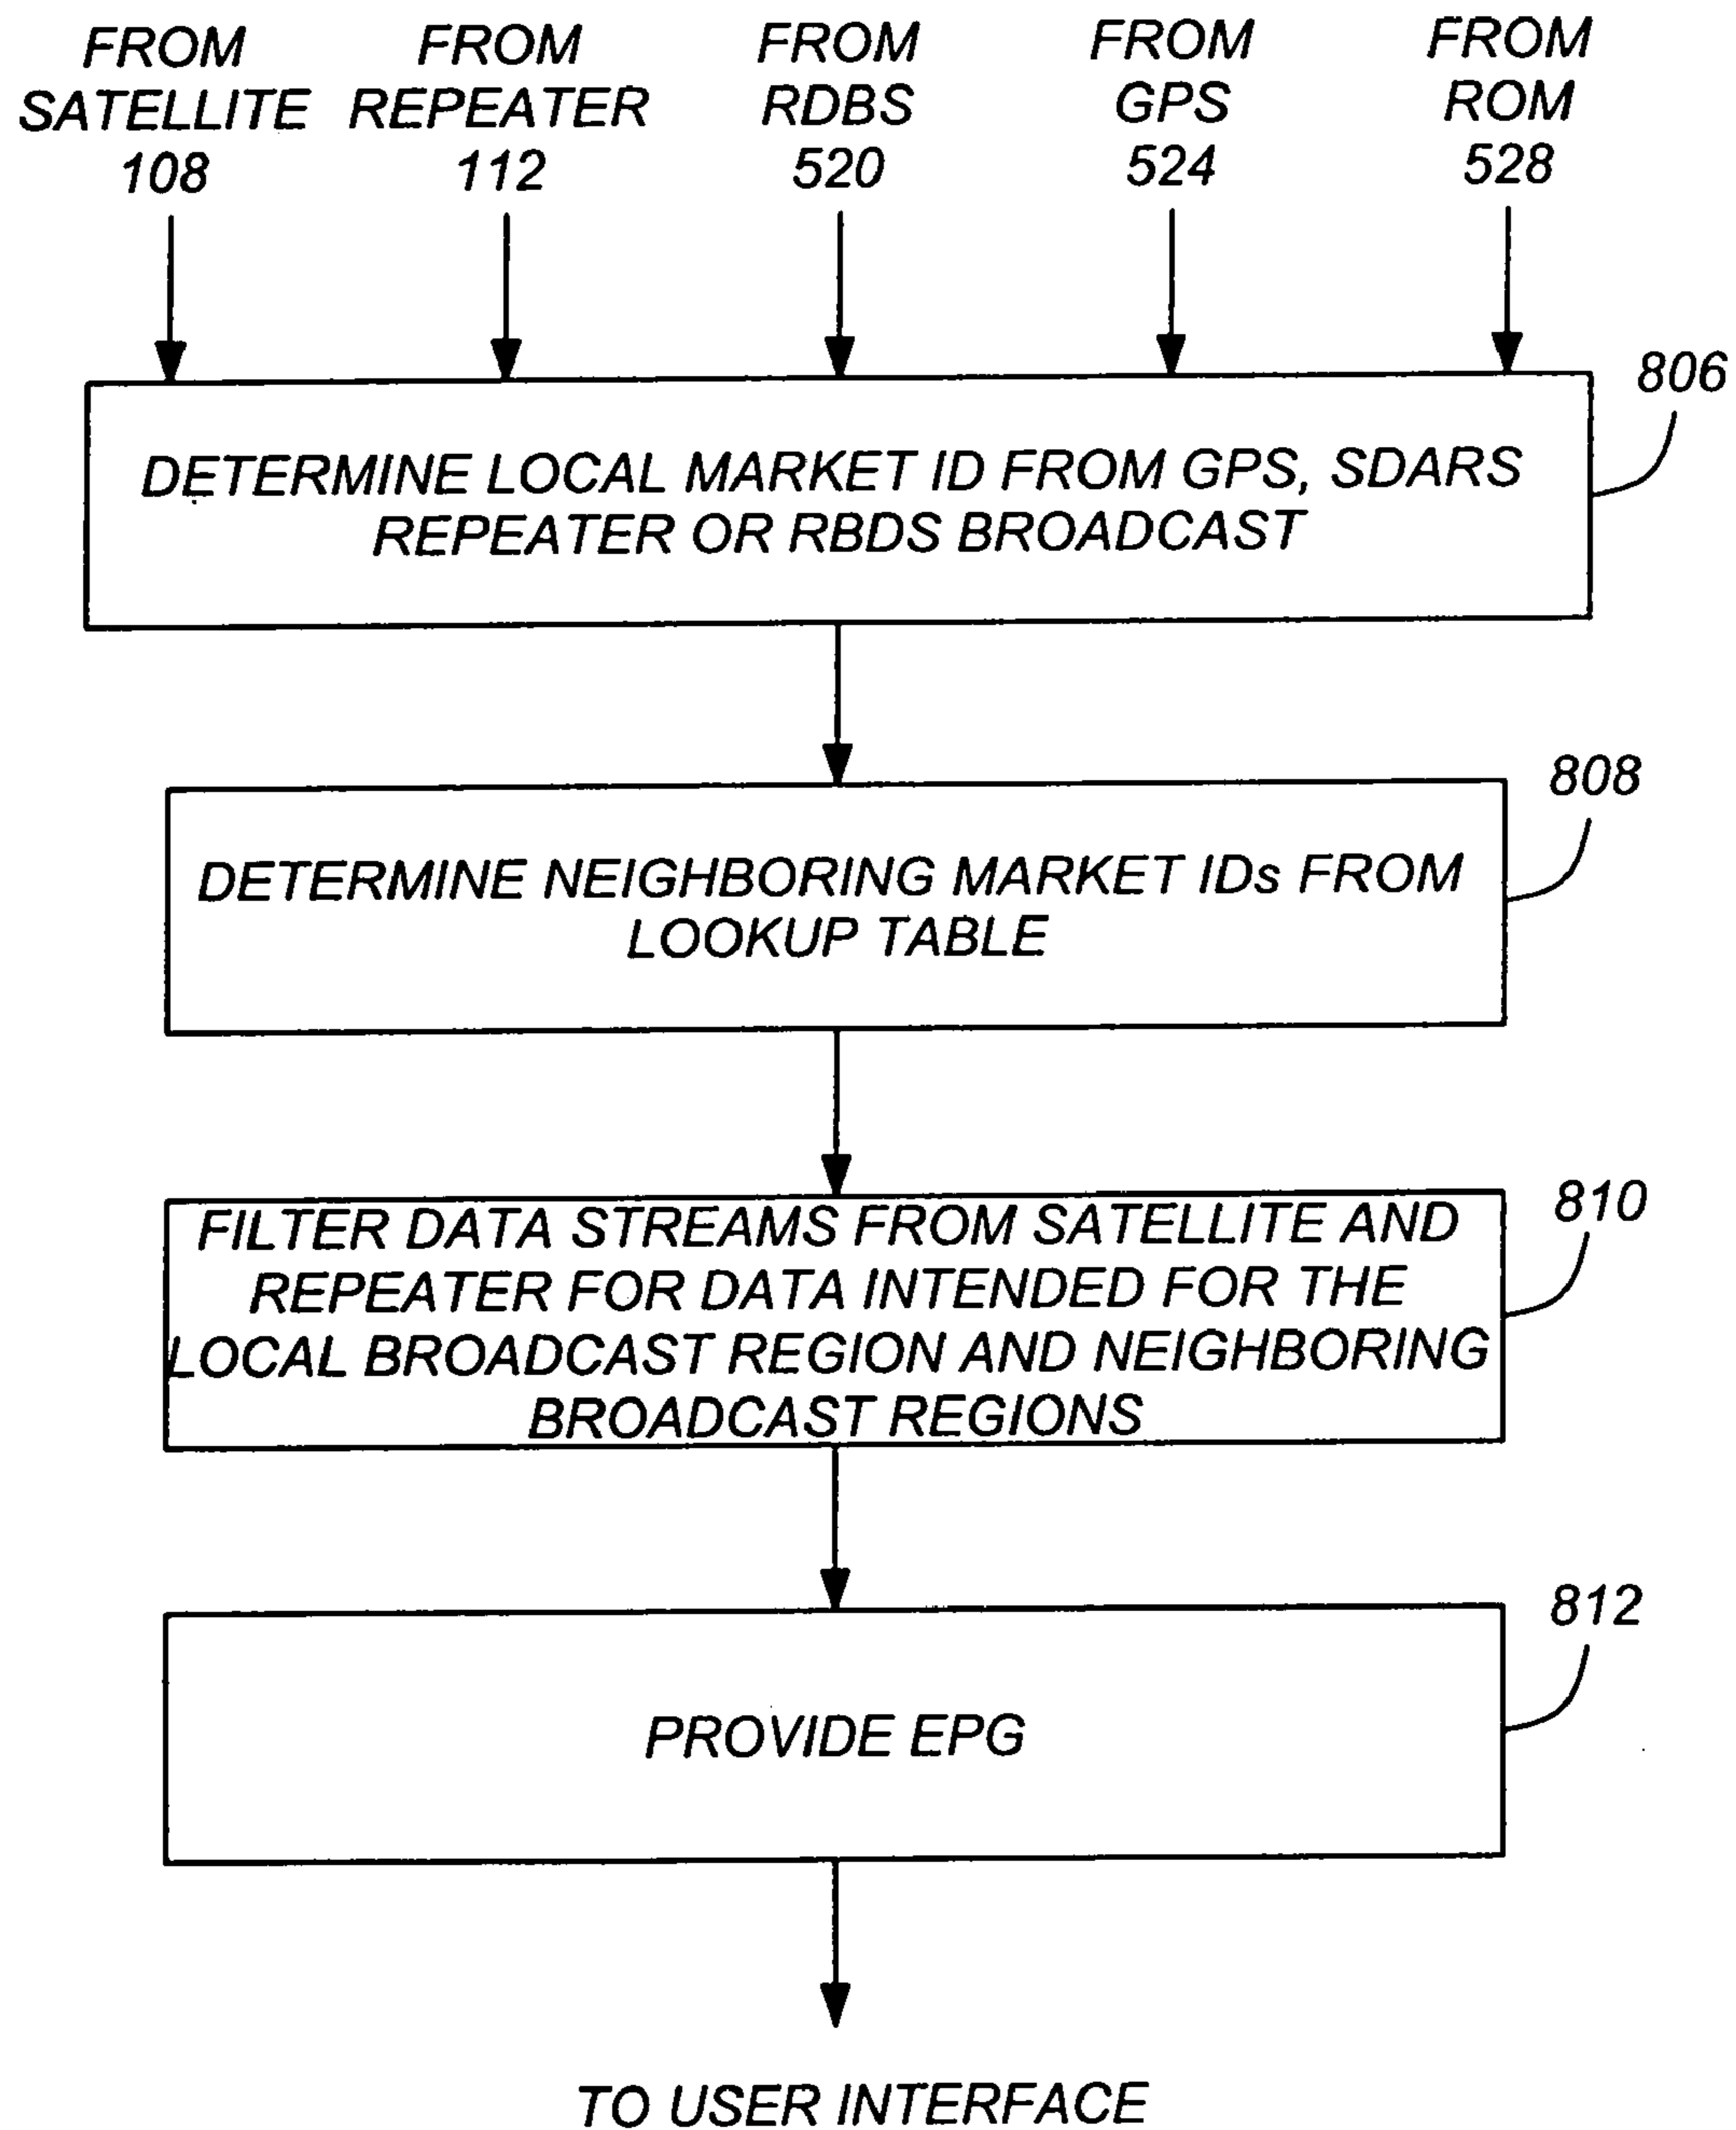 FROM SATELLITE 108
FROM REPEATER 112
FROM RDBS 520
FROM GPS 524
FROM ROM 528
806
DETERMINE LOCAL MARKET ID FROM GPS, SDARS
REPEATER OR RBDS BROADCAST
808
DETERMINE NEIGHBORING MARKET IDs FROM
LOOKUP TABLE
810
FILTER DATA STREAMS FROM SATELLITE AND
REPEATER FOR DATA INTENDED FOR THE
LOCAL BROADCAST REGION AND NEIGHBORING
BROADCAST REGIONS
812
PROVIDE EPG
TO USER INTERFACE